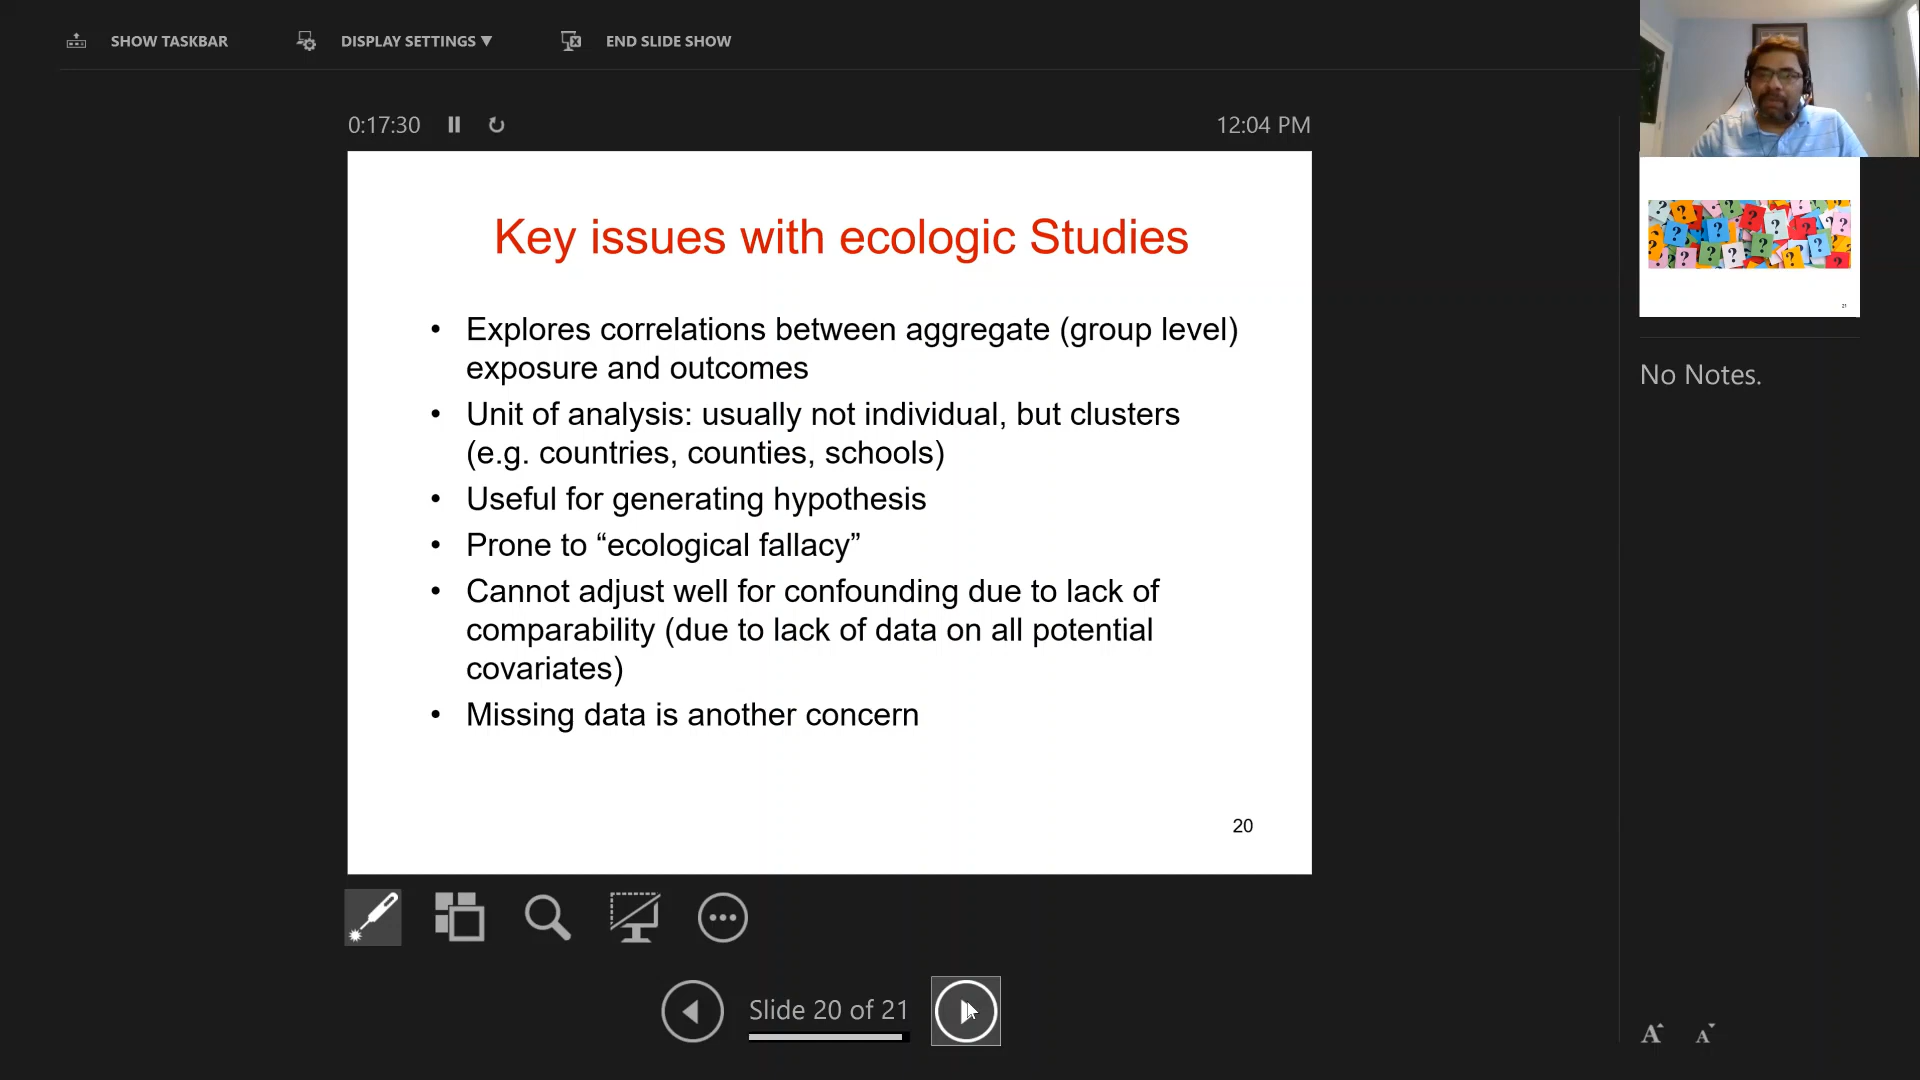 SHOW TASKBAR
DISPLAY SETTINGS ▼
END SLIDE SHOW
0:17:30
12:04 PM
Key issues with ecologic Studies
• Explores correlations between aggregate (group level)
exposure and outcomes
• Unit of analysis: usually not individual, but clusters
(e.g. countries, counties, schools)
• Useful for generating hypothesis
• Prone to “ecological fallacy”
• Cannot adjust well for confounding due to lack of
comparability (due to lack of data on all potential
covariates)
• Missing data is another concern
20
? ? ? ? ? ? ? ? ? ? ? ? ? ? ? ?
21
No Notes.
Slide 20 of 21
A A